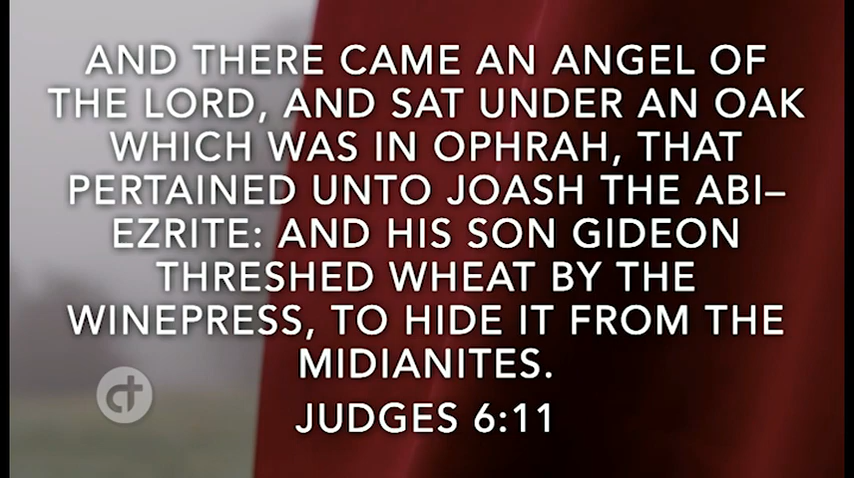 AND THERE CAME AN ANGEL OF
THE LORD, AND SAT UNDER AN OAK
WHICH WAS IN OPHRAH, THAT
PERTAINED UNTO JOASH THE ABI–
EZRITE: AND HIS SON GIDEON
THRESHED WHEAT BY THE
WINEPRESS, TO HIDE IT FROM THE
MIDIANITES.
JUDGES 6:11